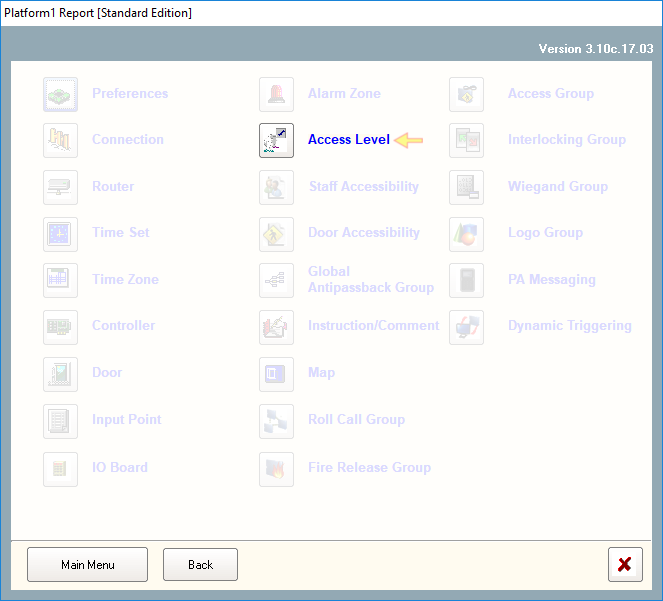 Platform1 Report [Standard Edition]
Version 3.10c.17.03
Preferences
Connection
Router
Time Set
Time Zone
Controller
Door
Input Point
IO Board
Alarm Zone
Access Level
Staff Accessibility
Door Accessibility
Global
Antipassback Group
Instruction/Comment
Map
Roll Call Group
Fire Release Group
Access Group
Interlocking Group
Wiegand Group
Logo Group
PA Messaging
Dynamic Triggering
Main Menu
Back